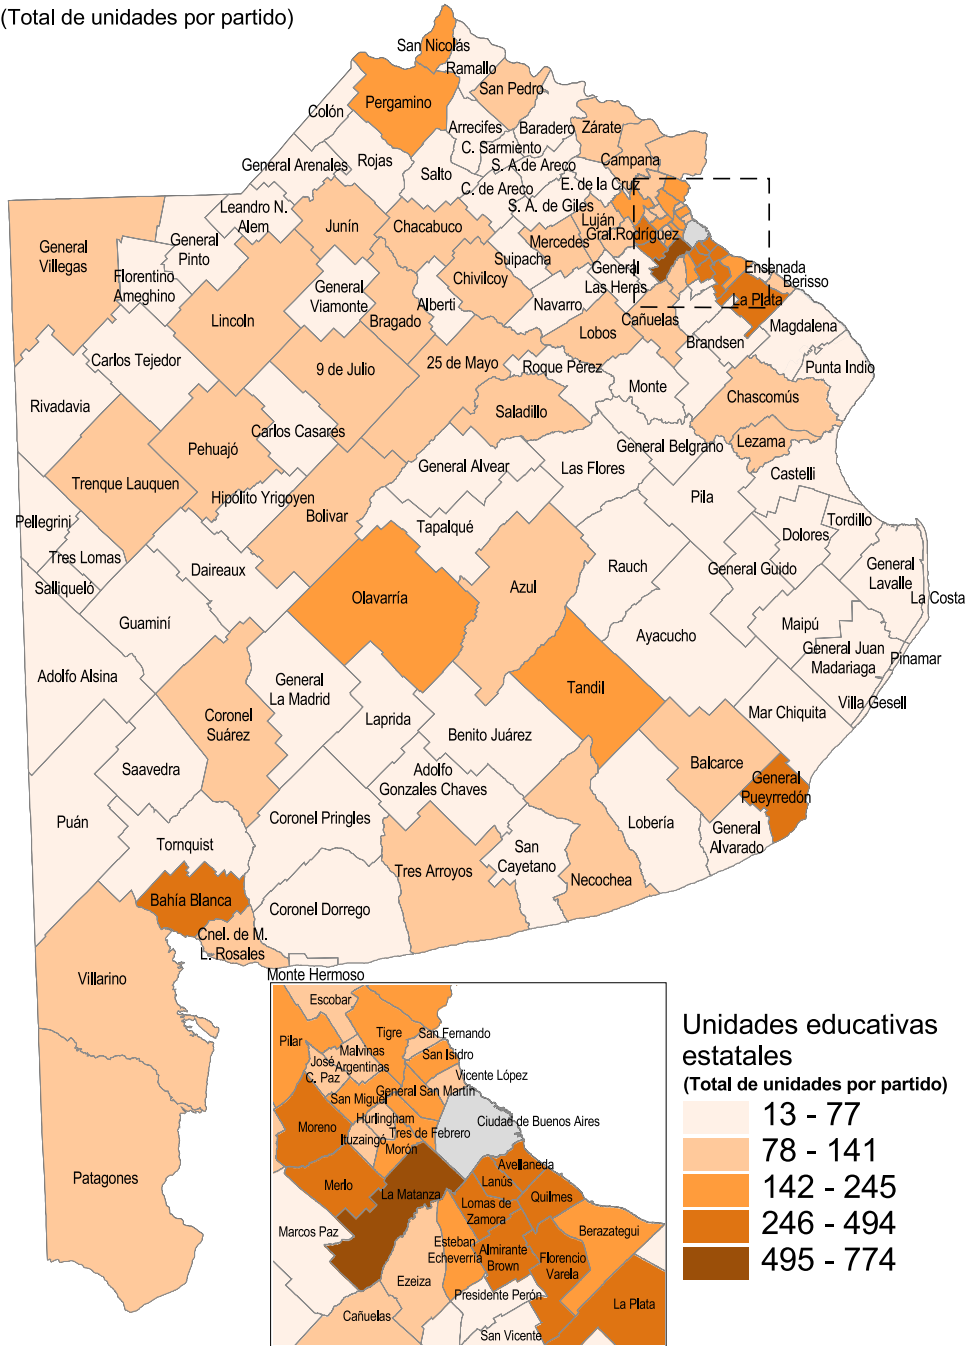 (Total de unidades por partido)
San Nicolás
Ramallo
San Pedro
Pergamino
Colón
Arrecifes
Baradero
Zárate
C. Sarmiento
General Arenales
Rojas
Salto
S. A.de Areco
Campana
C. de Areco
E. de la Cruz
S. A. de Giles
Leandro N.
Alem
Junín
Chacabuco
Luján
Gral.Rodríguez
Mercedes
General
Villegas
General
Pinto
Suipacha
Florentino
Ameghino
General
Viamonte
Chivilcoy
General
Las Heras
Ensenada
Berisso
Alberti
Navarro
La Plata
Lincoln
Bragado
Lobos
Cañuelas
Magdalena
Brandsen
Carlos Tejedor
9 de Julio
25 de Mayo
Roque Pérez
Punta Indio
Monte
Rivadavia
Saladillo
Chascomús
Carlos Casares
Pehuajó
General Belgrano
Lezama
General Alvear
Las Flores
Castelli
Trenque Lauquen
Hipólito Yrigoyen
Pila
Bolivar
Pellegrini
Tapalqué
Tordillo
Dolores
Tres Lomas
Daireaux
Rauch
General Guido
General
Lavalle
Salliqueló
Azul
Olavarría
La Costa
Guaminí
Maipú
Ayacucho
General Juan
Madariaga
Pinamar
Adolfo Alsina
General
La Madrid
Tandil
Villa Gesell
Coronel
Suárez
Laprida
Mar Chiquita
Benito Juárez
Saavedra
Adolfo
Gonzales Chaves
Balcarce
General
Pueyrredón
Puán
Coronel Pringles
Lobería
General
Alvarado
Tornquist
San
Cayetano
Tres Arroyos
Necochea
Bahía Blanca
Coronel Dorrego
Cnel. de M.
L. Rosales
Villarino
Monte Hermoso
Patagones
Escobar
Pilar
Tigre
San Fernando
Malvinas
Argentinas
San Isidro
José
C. Paz
Vicente López
General San Martín
San Miguel
Hurlingham
Ciudad de Buenos Aires
Moreno
Tres de Febrero
Ituzaingó
Morón
Avellaneda
Merlo
La Matanza
Lanús
Quilmes
Lomas de
Zamora
Marcos Paz
Berazategui
Esteban
Echeverría
Almirante
Brown
Florencio
Varela
Ezeiza
Presidente Perón
La Plata
Cañuelas
San Vicente
Unidades educativas
estatales
(Total de unidades por partido)
13 - 77
78 - 141
142 - 245
246 - 494
495 - 774